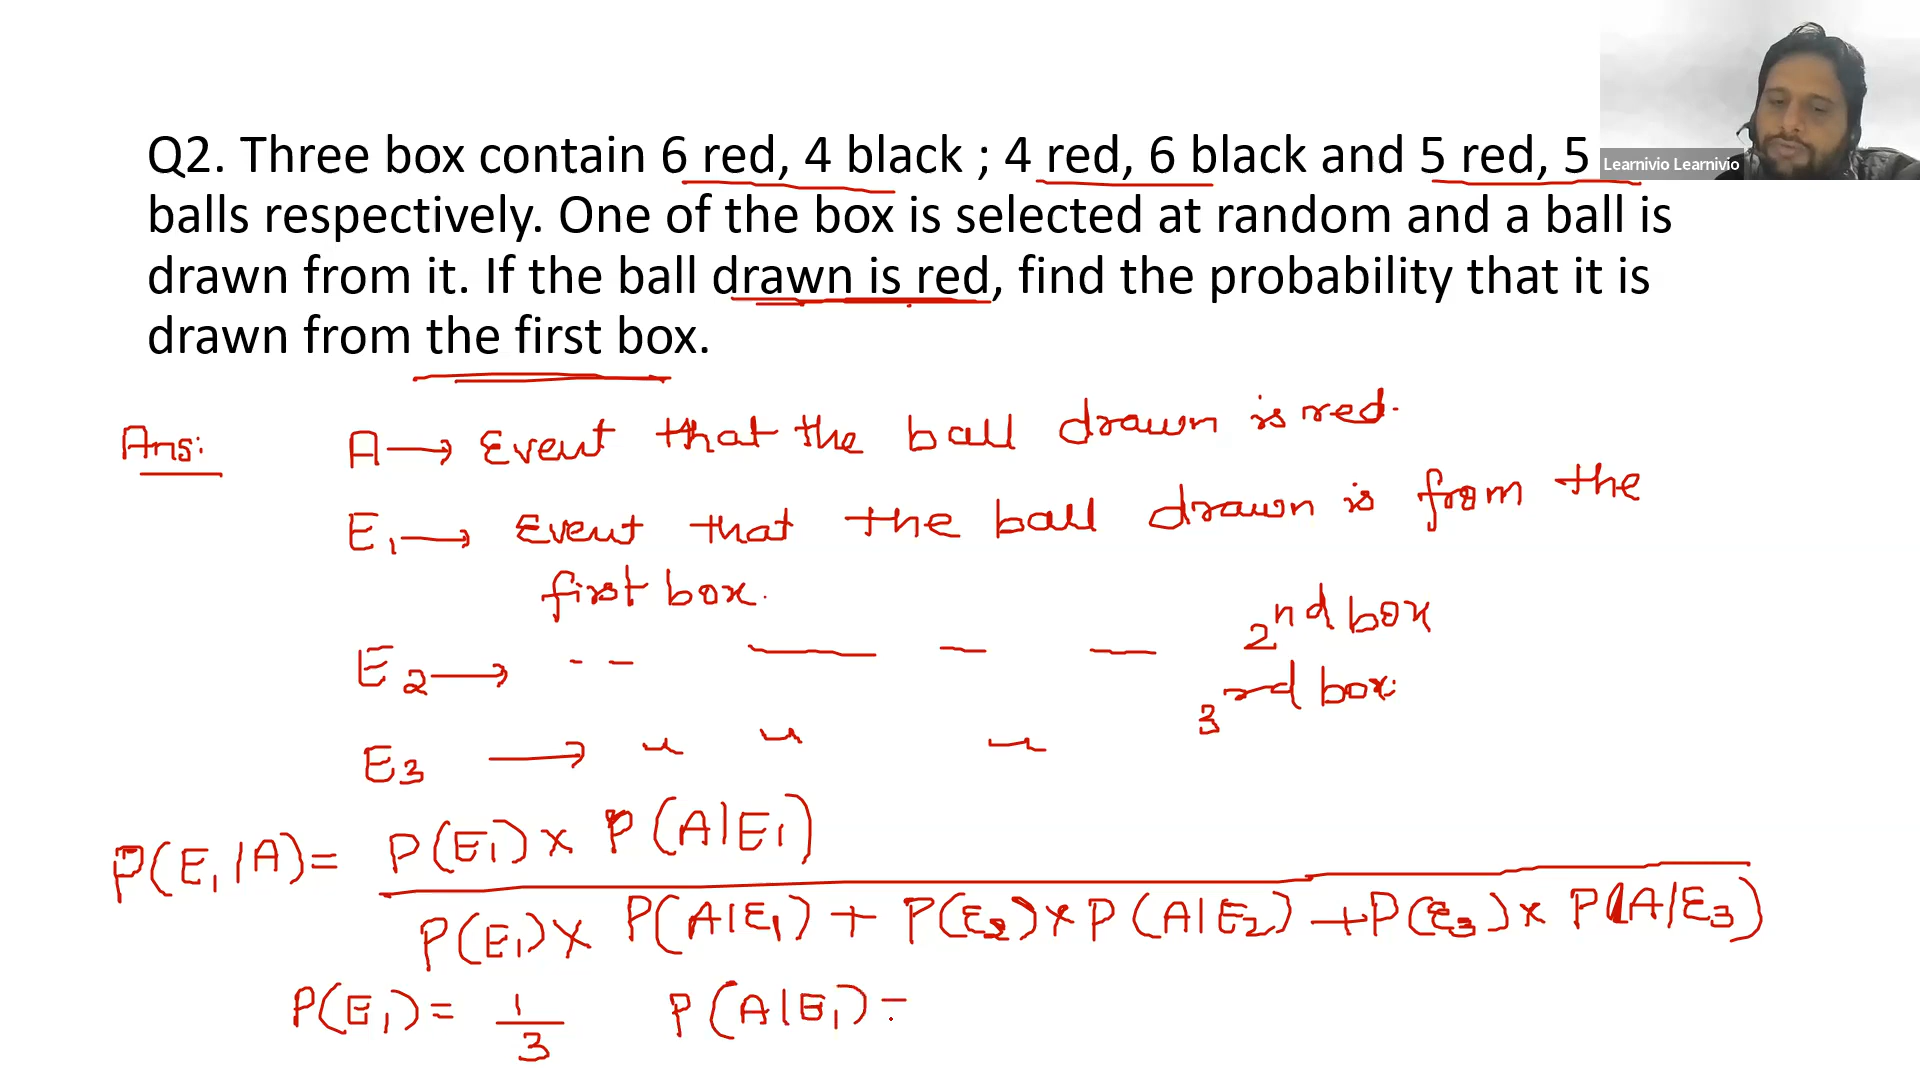 Q2. Three box contain 6 red, 4 black ; 4 red, 6 black and 5 red, 5
Learnivio Learnivio
balls respectively. One of the box is selected at random and a ball is
drawn from it. If the ball drawn is red, find the probability that it is
drawn from the first box.
Ans: A → Event that the ball drawn is red.
E₁ → Event that the ball drawn is from the
first box.
E₂ → -- — — — 2nd box
E₃ → 〃 〃 〃 3rd box.
P(E₁|A) = P(E₁) × P(A|E₁)
P(E₁) × P(A|E₁) + P(E₂) × P(A|E₂) + P(E₃) × P(A|E₃)
P(E₁) = 1/3 P(A|E₁) =